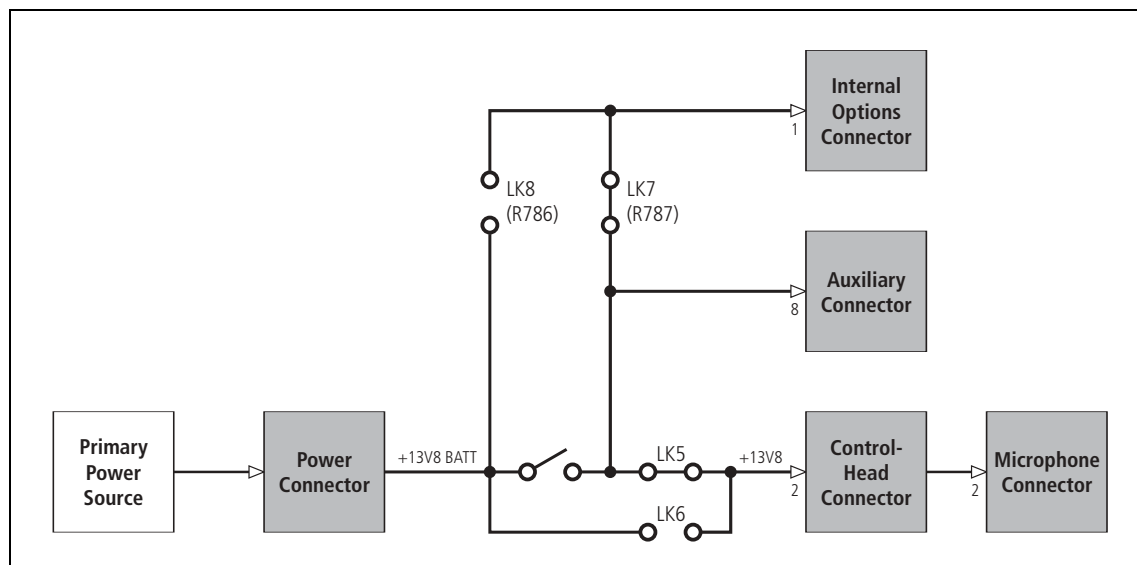 Internal
Options
Connector
1
LK8
(R786)
LK7
(R787)
Auxiliary
Connector
8
Primary
Power
Source
Power
Connector
+13V8 BATT
LK5
+13V8
2
Control-
Head
Connector
2
Microphone
Connector
LK6